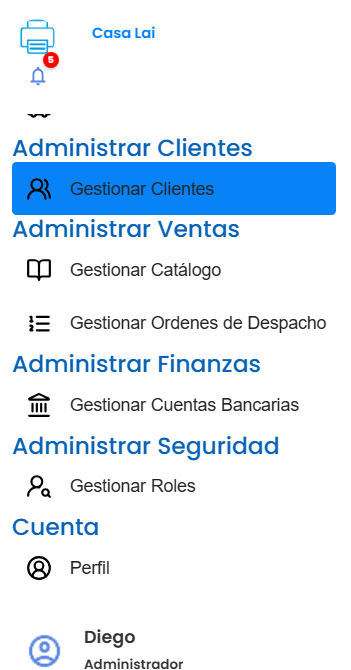 Casa Lai
5
Administrar Clientes
Gestionar Clientes
Administrar Ventas
Gestionar Catálogo
Gestionar Ordenes de Despacho
Administrar Finanzas
Gestionar Cuentas Bancarias
Administrar Seguridad
Gestionar Roles
Cuenta
Perfil
Diego
Administrador